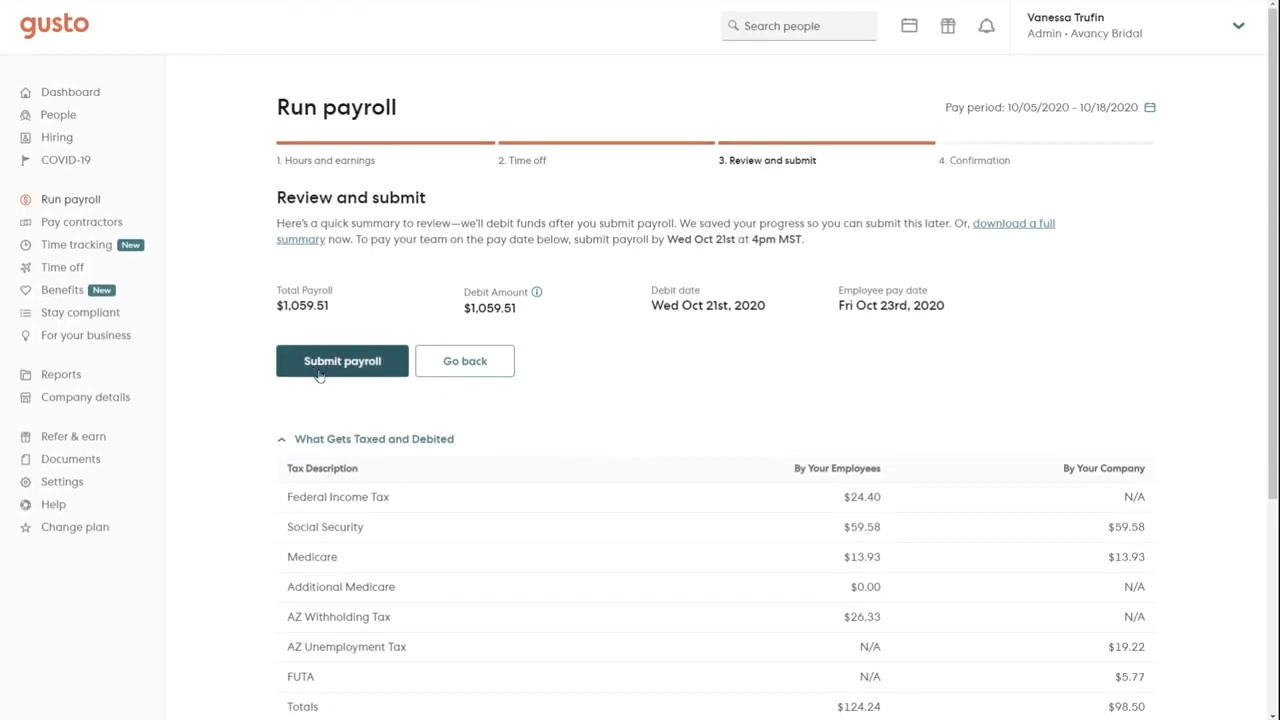 gusto
Search people
Vanessa Trufin
Admin • Avancy Bridal
Dashboard
People
Hiring
COVID-19
Run payroll
Pay contractors
Time tracking New
Time off
Benefits New
Stay compliant
For your business
Reports
Company details
Refer & earn
Documents
Settings
Help
Change plan
Run payroll
Pay period: 10/05/2020 - 10/18/2020
1. Hours and earnings
2. Time off
3. Review and submit
4. Confirmation
Review and submit
Here's a quick summary to review—we'll debit funds after you submit payroll. We saved your progress so you can submit this later. Or, download a full
summary now. To pay your team on the pay date below, submit payroll by Wed Oct 21st at 4pm MST.
Total Payroll
$1,059.51
Debit Amount
$1,059.51
Debit date
Wed Oct 21st, 2020
Employee pay date
Fri Oct 23rd, 2020
Submit payroll
Go back
What Gets Taxed and Debited
Tax Description By Your Employees By Your Company
Federal Income Tax $24.40 N/A
Social Security $59.58 $59.58
Medicare $13.93 $13.93
Additional Medicare $0.00 N/A
AZ Withholding Tax $26.33 N/A
AZ Unemployment Tax N/A $19.22
FUTA N/A $5.77
Totals $124.24 $98.50